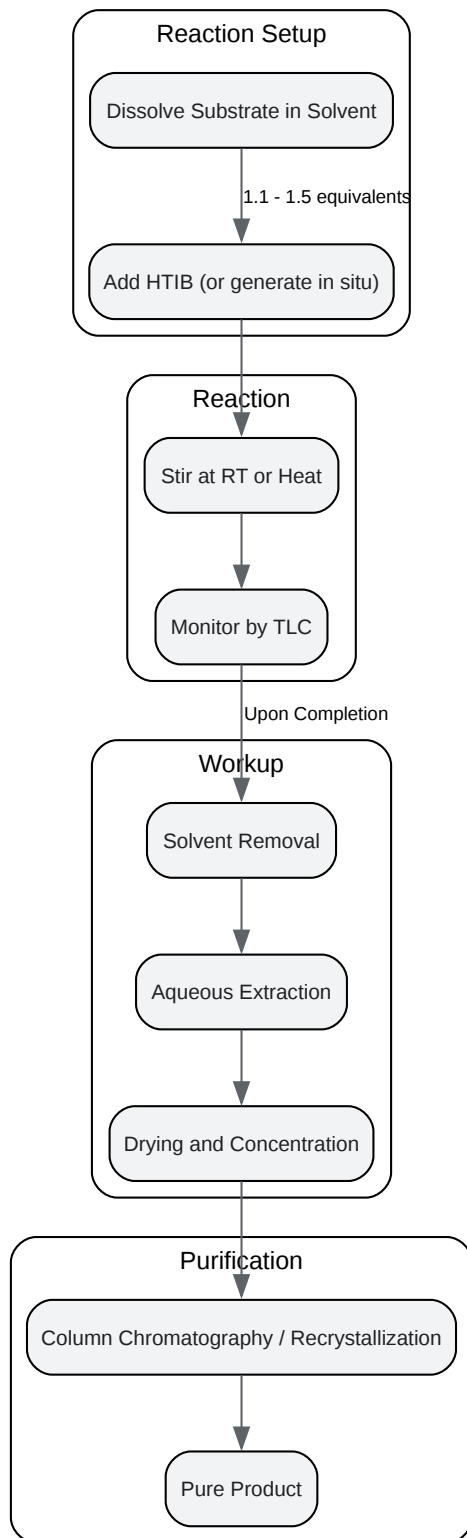 Reaction Setup
Dissolve Substrate in Solvent
1.1 - 1.5 equivalents
Add HTIB (or generate in situ)
Reaction
Stir at RT or Heat
Monitor by TLC
Upon Completion
Workup
Solvent Removal
Aqueous Extraction
Drying and Concentration
Purification
Column Chromatography / Recrystallization
Pure Product